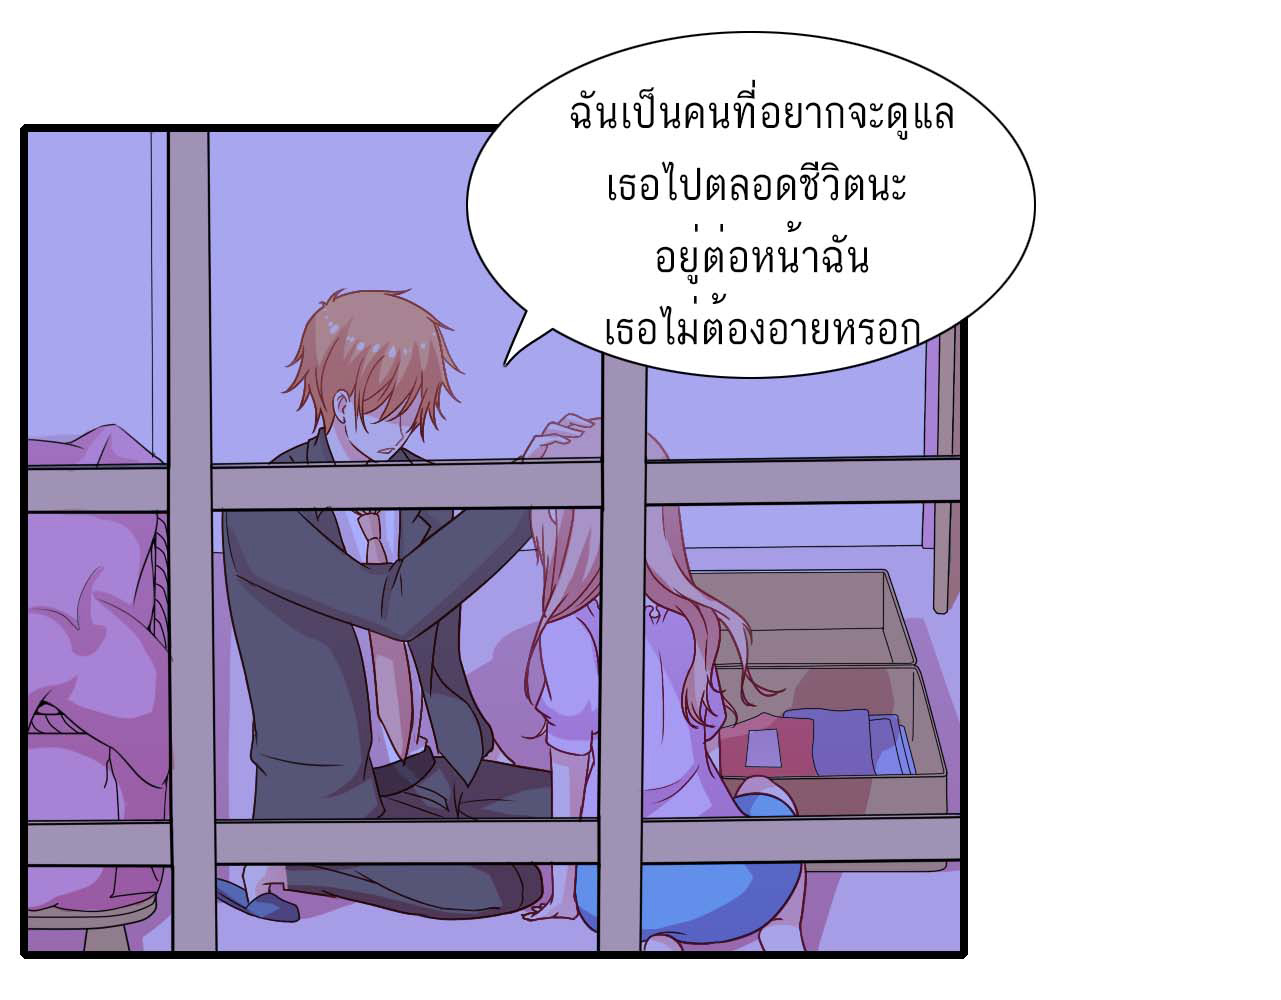 ฉันเป็นคนที่อยากจะดูแล
เธอไปตลอดชีวิตนะ
อยู่ต่อหน้าฉัน
เธอไม่ต้องอายหรอก